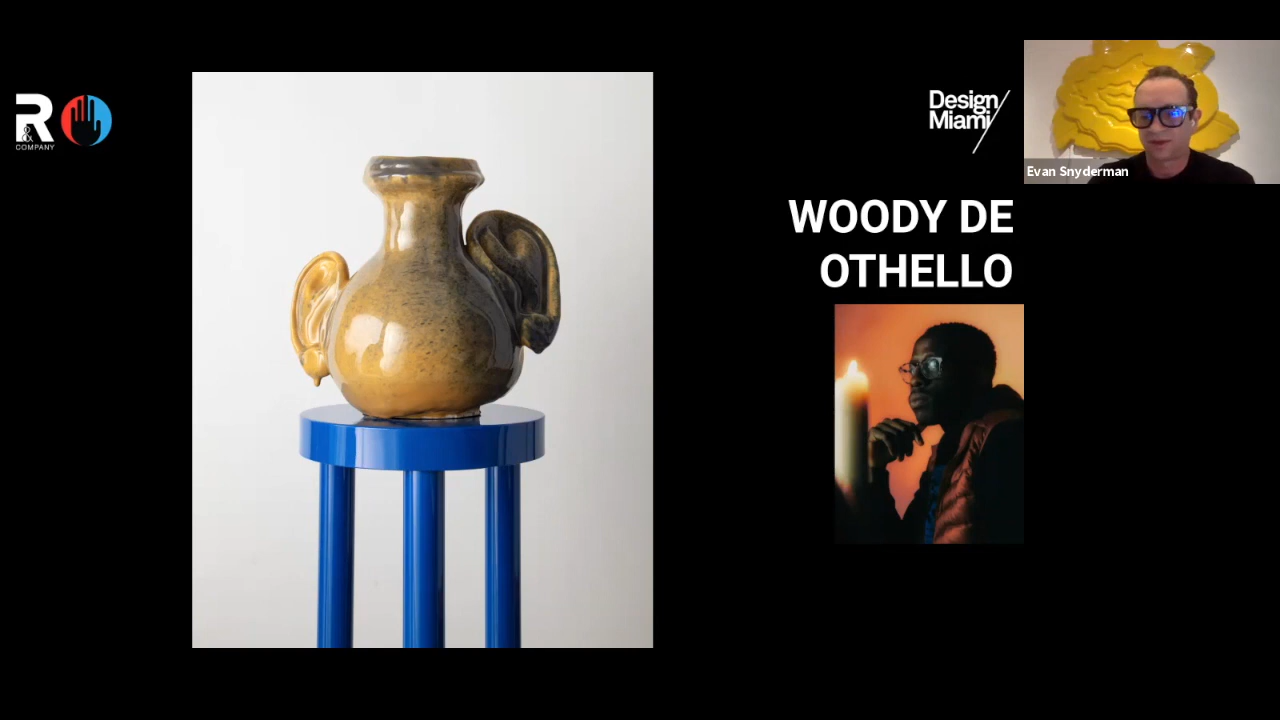 R
&
COMPANY
Design
Miami/
Evan Snyderman
WOODY DE
OTHELLO